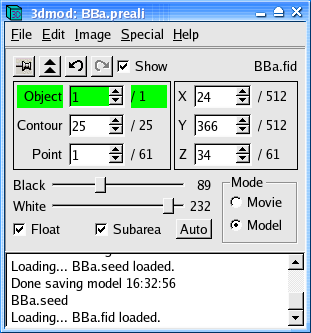 3dmod: BBa.preali
File Edit Image Special Help
Show BBa.fid
Object 1 / 1 X 24 / 512
Contour 25 / 25 Y 366 / 512
Point 1 / 61 Z 34 / 61
Black 89 Mode
White 232 Movie
Float Subarea Auto Model
Loading... BBa.seed loaded.
Done saving model 16:32:56
BBa.seed
Loading... BBa.fid loaded.